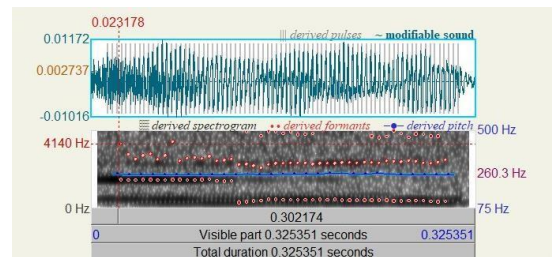 0.023178
0.01172
derived pulses ~ modifiable sound
0.002737
-0.01016
derived spectrogram derived formants derived pitch
500 Hz
4140 Hz
260.3 Hz
0 Hz
75 Hz
0.302174
0 Visible part 0.325351 seconds 0.325351
Total duration 0.325351 seconds